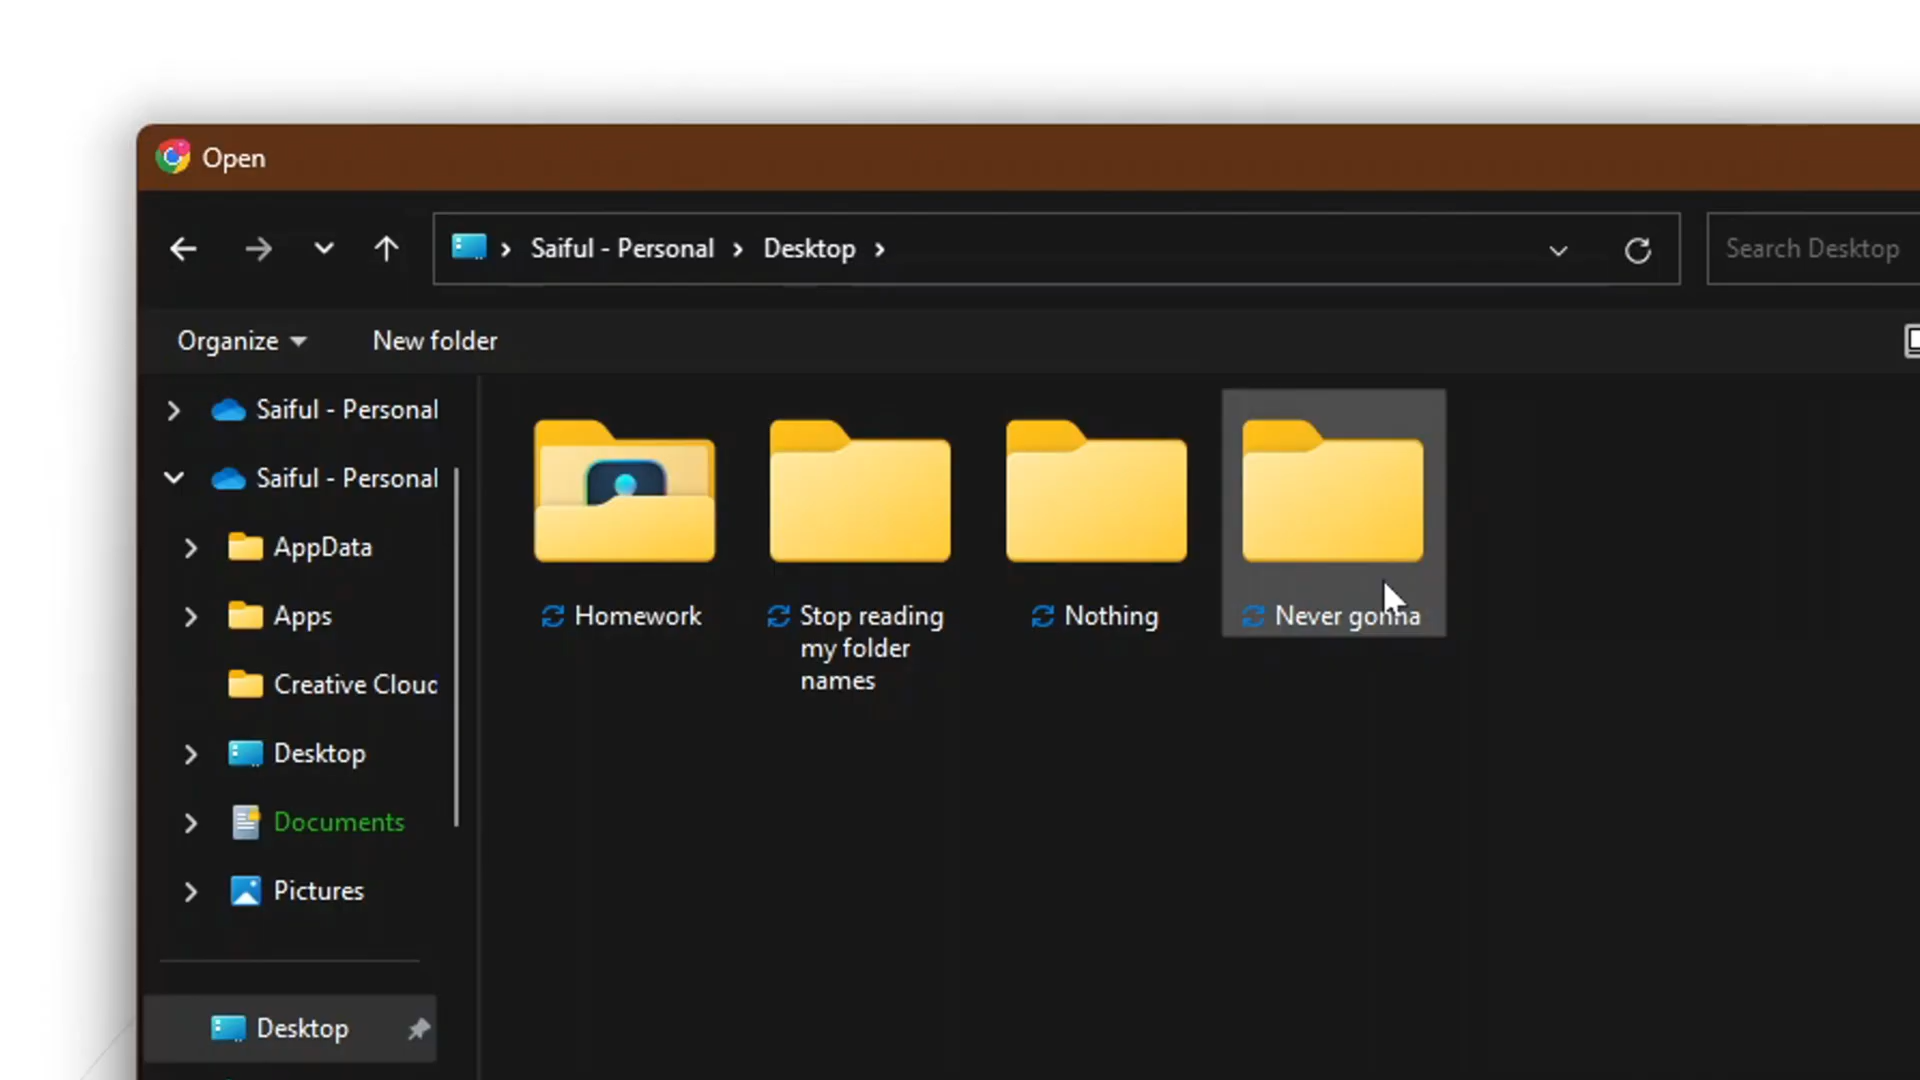 Open
Saiful - Personal
Desktop
Search Desktop
Organize
New folder
Saiful - Personal
Saiful - Personal
AppData
Apps
Creative Cloud
Desktop
Documents
Pictures
Desktop
Homework
Stop reading
my folder
names
Nothing
Never gonna